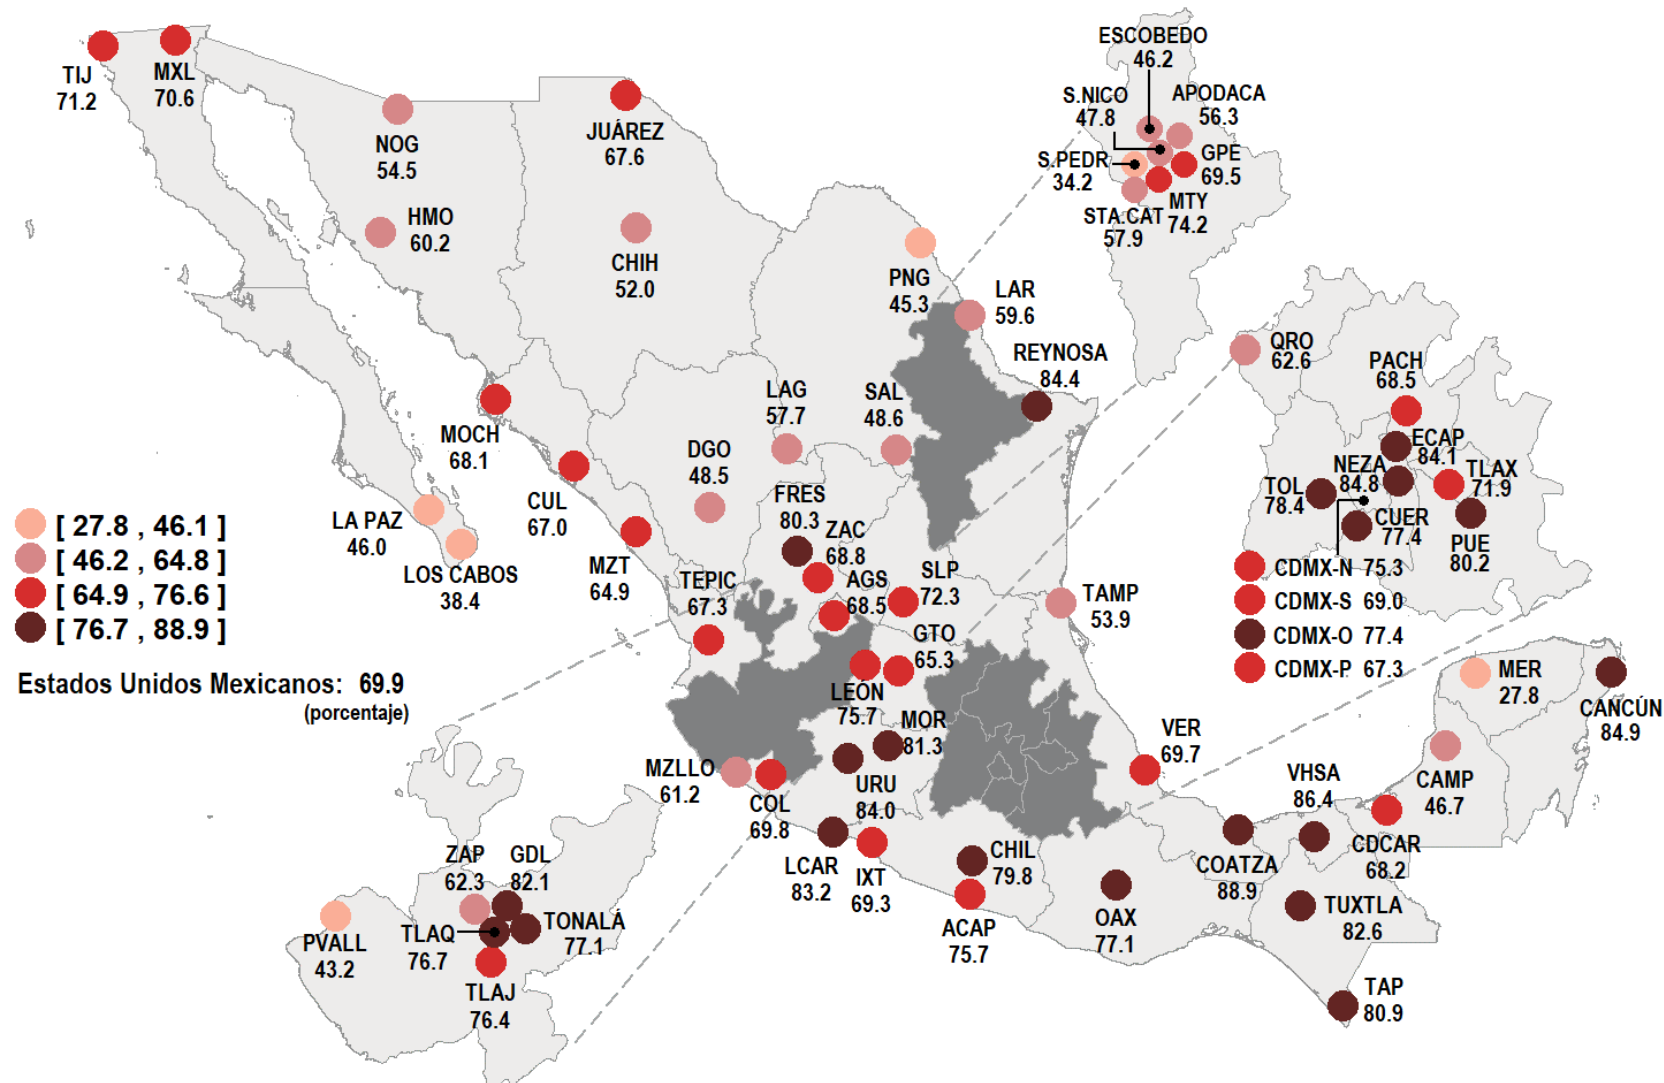 TIJ
71.2
MXL
70.6
NOG
54.5
HMO
60.2
JUÁREZ
67.6
CHIH
52.0
PNG
45.3
LAR
59.6
REYNOSA
84.4
ESCOBEDO
46.2
S.NICO
47.8
APODACA
56.3
S.PEDR
34.2
GPE
69.5
MTY
74.2
STA.CAT
57.9
MOCH
68.1
CUL
67.0
MZT
64.9
DGO
48.5
LAG
57.7
SAL
48.6
FRES
80.3
ZAC
68.8
AGS
68.5
SLP
72.3
TEPIC
67.3
GTO
65.3
LEÓN
75.7
MOR
81.3
URU
84.0
MZLLO
61.2
COL
69.8
LCAR
83.2
IXT
69.3
CHIL
79.8
ACAP
75.7
OAX
77.1
TAMP
53.9
VER
69.7
QRO
62.6
PACH
68.5
ECAP
84.1
NEZA
84.8
TLAX
71.9
TOL
78.4
CUER
77.4
PUE
80.2
CDMX-N 75.3
CDMX-S 69.0
CDMX-O 77.4
CDMX-P 67.3
MER
27.8
CANCÚN
84.9
CAMP
46.7
VHSA
86.4
CDCAR
68.2
COATZA
88.9
TUXTLA
82.6
TAP
80.9
LA PAZ
46.0
LOS CABOS
38.4
[ 27.8 , 46.1 ]
[ 46.2 , 64.8 ]
[ 64.9 , 76.6 ]
[ 76.7 , 88.9 ]
Estados Unidos Mexicanos: 69.9
(porcentaje)
ZAP
62.3
GDL
82.1
TONALÁ
77.1
TLAQ
76.7
PVALL
43.2
TLAJ
76.4